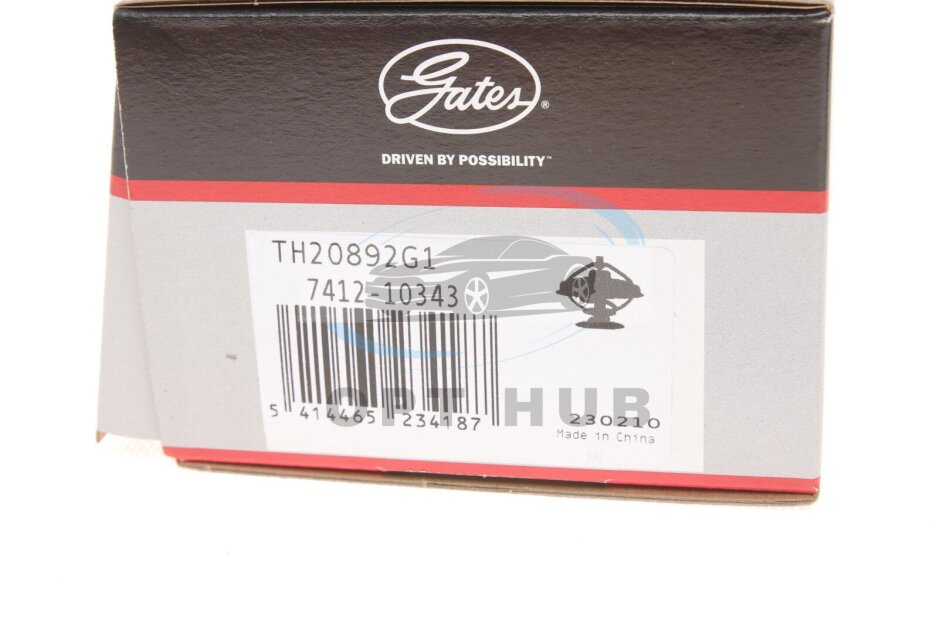 Gates®
DRIVEN BY POSSIBILITY™
TH20892G1
7412-10343
OPT HUB
5 414465 234187
230210
Made in China